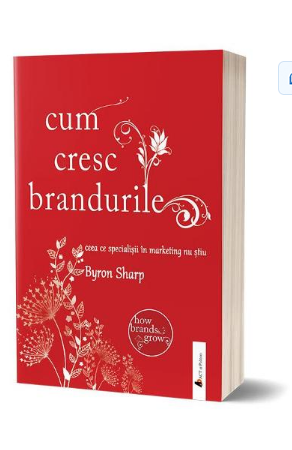 cum
cresc
brandurile
ceea ce specialiștii în marketing nu știu
Byron Sharp
how
brands
grow